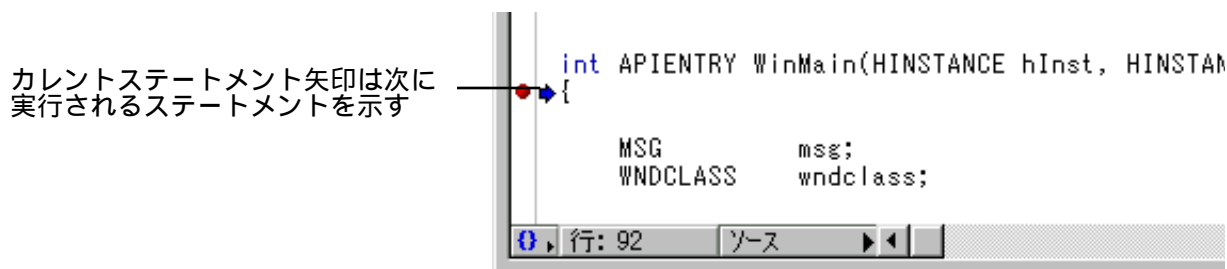 カレントステートメント矢印は次に
実行されるステートメントを示す
int APIENTRY WinMain(HINSTANCE hInst, HINSTAN
{
MSG msg;
WNDCLASS wndclass;
{} 行: 92 ソース